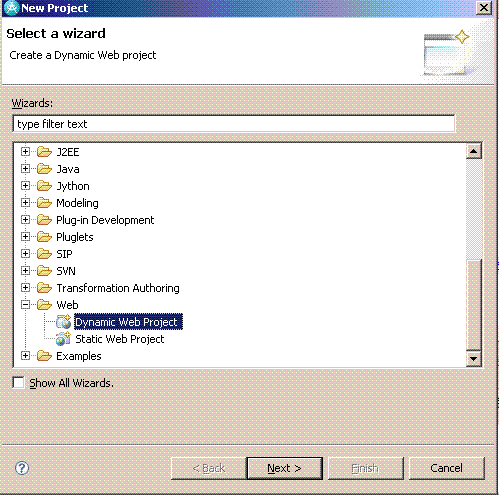 New Project
Select a wizard
Create a Dynamic Web project
Wizards:
type filter text
J2EE
Java
Jython
Modeling
Plug-in Development
Pluglets
SIP
SVN
Transformation Authoring
Web
Dynamic Web Project
Static Web Project
Examples
Show All Wizards.
< Back Next > Finish Cancel